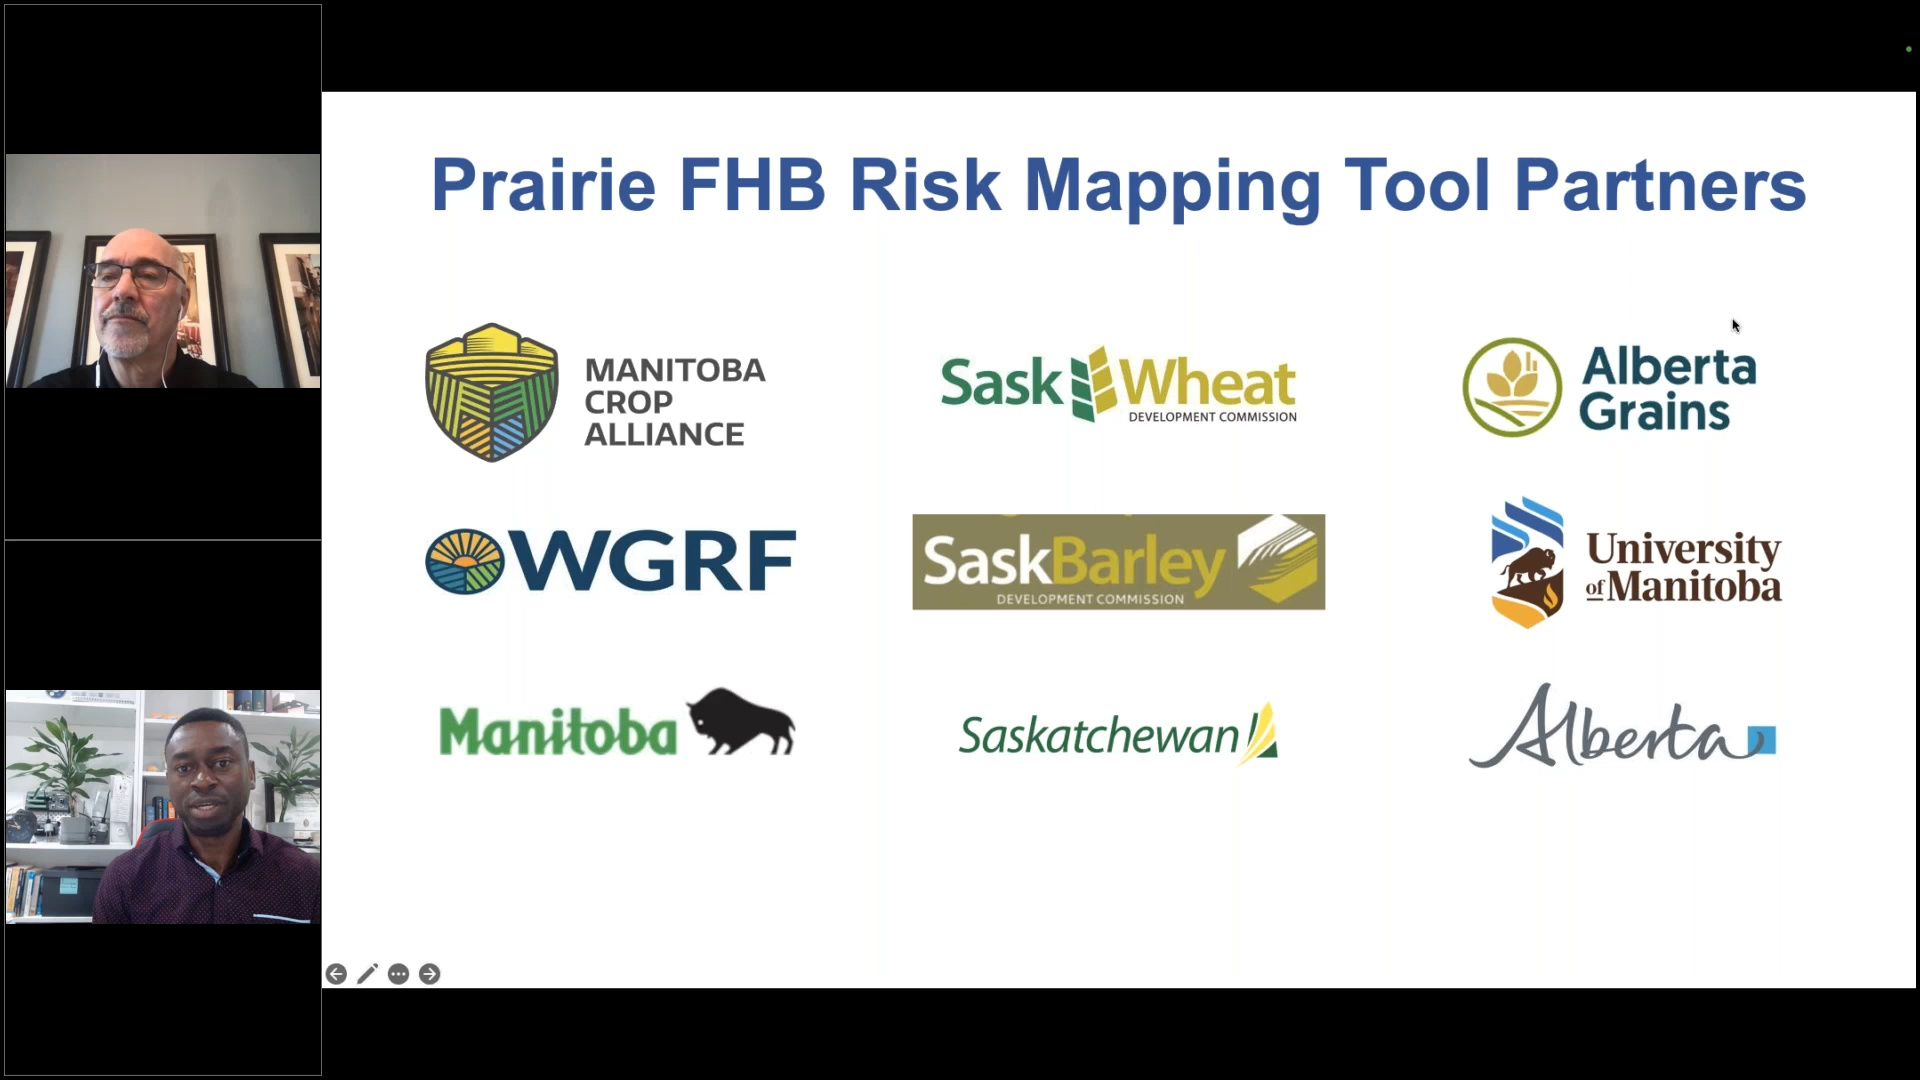 Prairie FHB Risk Mapping Tool Partners
MANITOBA
CROP
ALLIANCE
Sask Wheat
DEVELOPMENT COMMISSION
Alberta
Grains
WGRF
SaskBarley
DEVELOPMENT COMMISSION
University
of Manitoba
Manitoba
Saskatchewan
Alberta